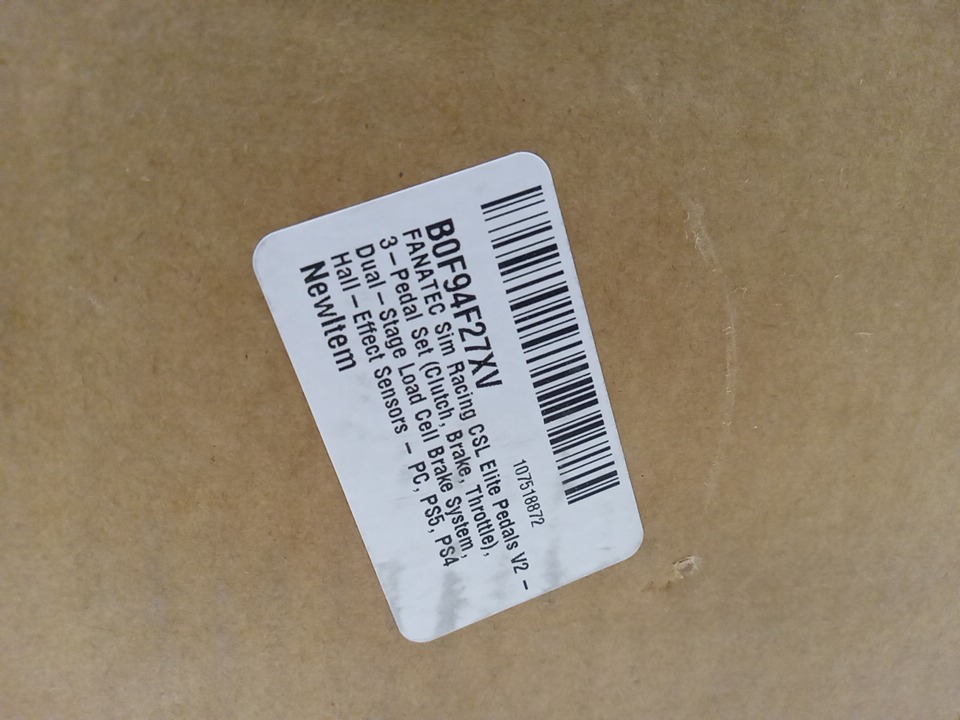 107518872
B0F94F27XV
FANATEC Sim Racing CSL Elite Pedals V2 –
3–Pedal Set (Clutch, Brake, Throttle),
Dual – Stage Load Cell Brake System,
Hall – Effect Sensors – PC, PS5, PS4
NewItem